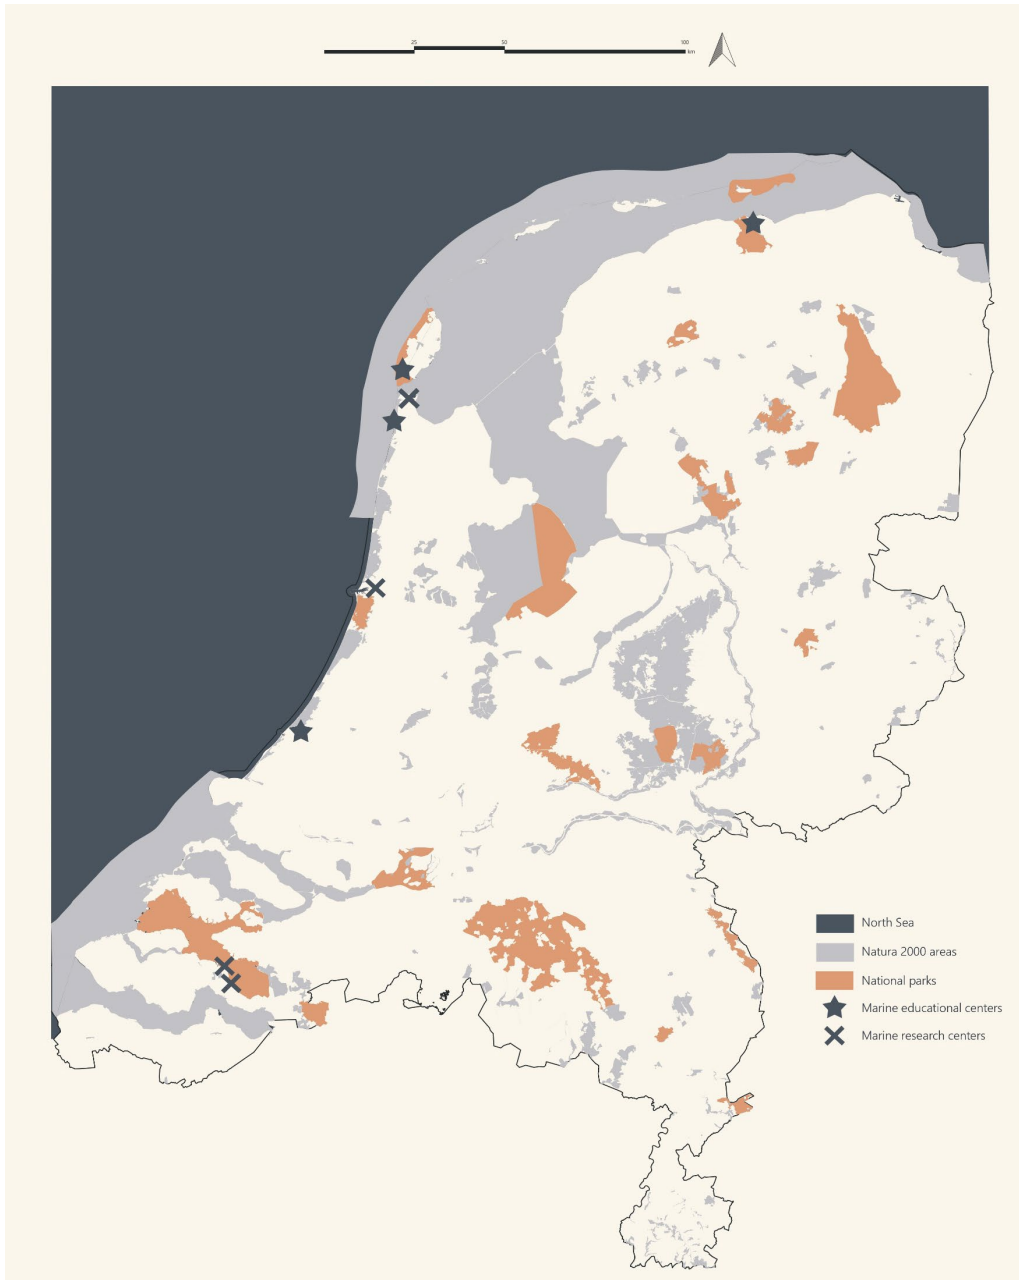 25 50 100
km
North Sea
Natura 2000 areas
National parks
Marine educational centers
Marine research centers